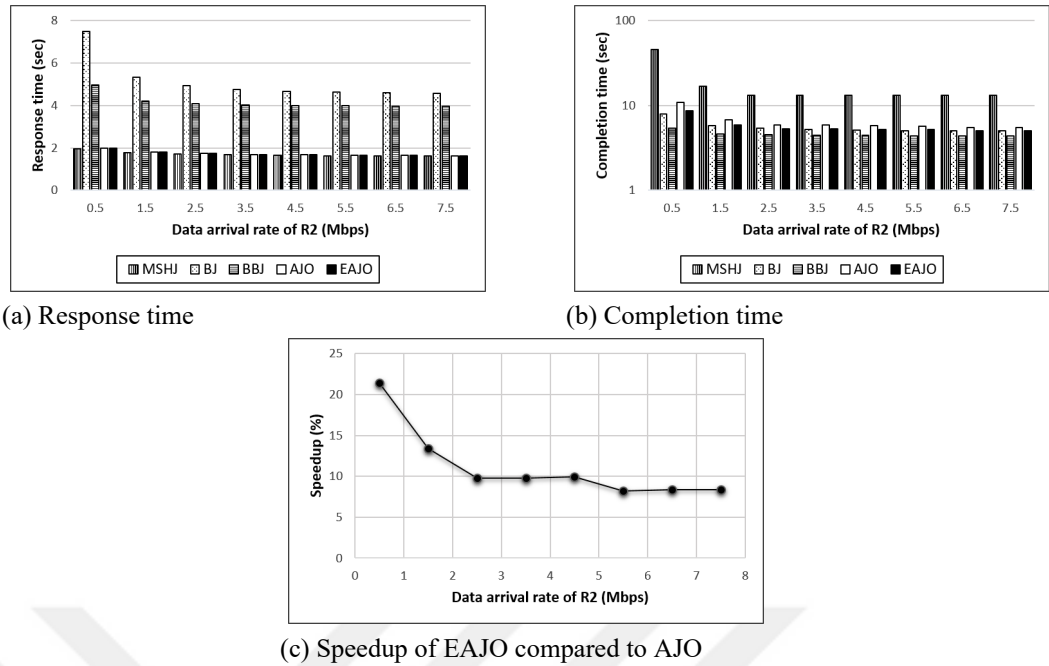 Response time (sec)
8
6
4
2
0
0.5 1.5 2.5 3.5 4.5 5.5 6.5 7.5
Data arrival rate of R2 (Mbps)
MSHJ BJ BBJ AJO EAJO
(a) Response time
Completion time (sec)
100
10
1
0.5 1.5 2.5 3.5 4.5 5.5 6.5 7.5
Data arrival rate of R2 (Mbps)
MSHJ BJ BBJ AJO EAJO
(b) Completion time
Speedup (%)
25
20
15
10
5
0
0 1 2 3 4 5 6 7 8
Data arrival rate of R2 (Mbps)
(c) Speedup of EAJO compared to AJO